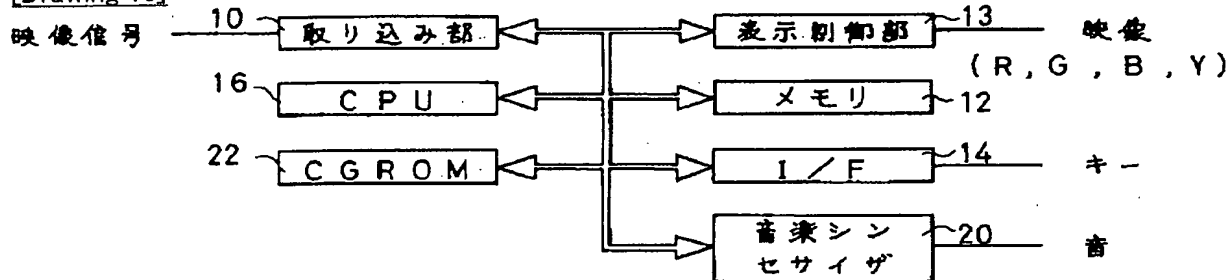 映像信号
10
取り込み部
13
表示制御部
映像
(R,G,B,Y)
16
CPU
メモリ
12
22
CGROM
14
I/F
キー
音楽シン
セサイザ
20
音